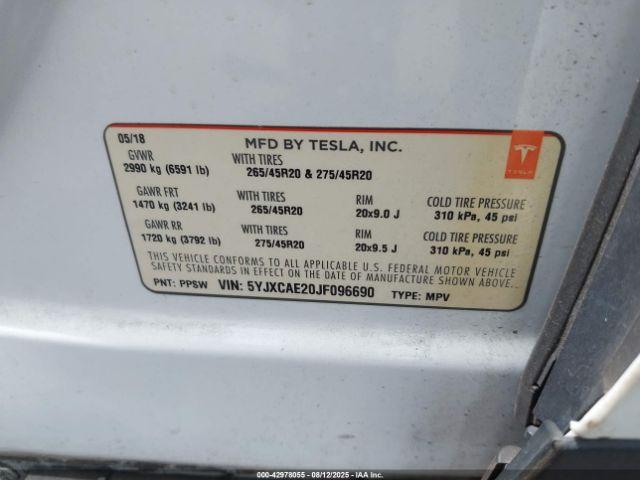 05/18
MFD BY TESLA, INC.
GVWR
2990 kg (6591 lb)
WITH TIRES
265/45R20 & 275/45R20
TESLA
GAWR FRT
1470 kg (3241 lb)
WITH TIRES
265/45R20
RIM
20x9.0 J
COLD TIRE PRESSURE
310 kPa, 45 psi
GAWR RR
1720 kg (3792 lb)
WITH TIRES
275/45R20
RIM
20x9.5 J
COLD TIRE PRESSURE
310 kPa, 45 psi
THIS VEHICLE CONFORMS TO ALL APPLICABLE U.S. FEDERAL MOTOR VEHICLE
SAFETY STANDARDS IN EFFECT ON THE DATE OF MANUFACTURE SHOWN ABOVE.
PNT: PPSW VIN: 5YJXCAE20JF096690 TYPE: MPV
00-42978055 - 08/12/2025 - IAAC